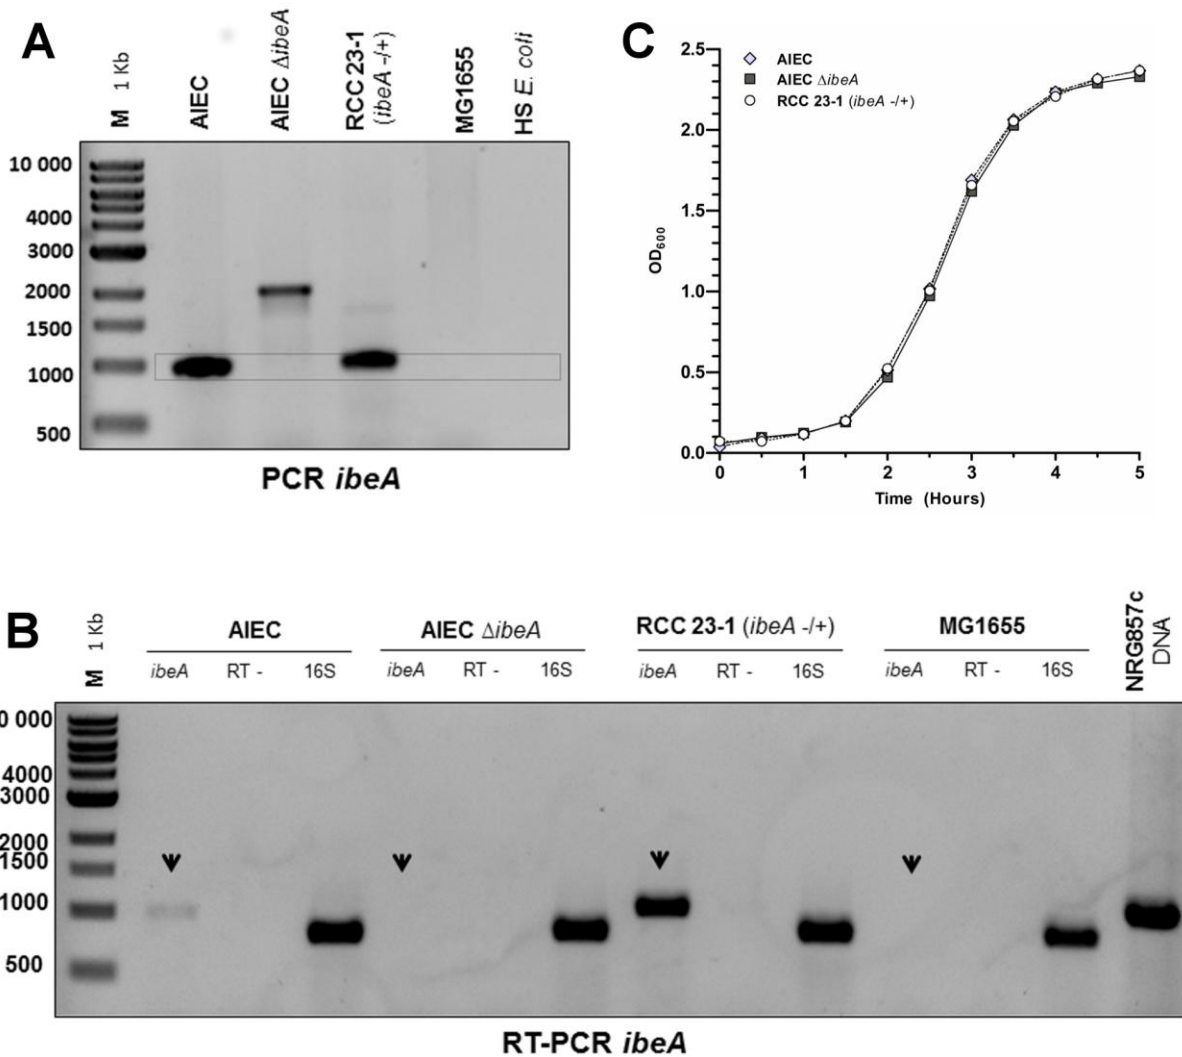 A
M 1 Kb
AIEC
AIEC ΔibeA
RCC 23-1
(ibeA -/+)
MG1655
HS E. coli
10 000
4000
3000
2000
1500
1000
500
PCR ibeA
C
2.5
2.0
1.5
1.0
0.5
0.0
OD600
AIEC
AIEC ΔibeA
RCC 23-1 (ibeA -/+)
0 1 2 3 4 5
Time (Hours)
B
M 1 Kb
AIEC AIEC ΔibeA RCC 23-1 (ibeA -/+) MG1655
NRG857c
DNA
ibeA RT - 16S ibeA RT - 16S ibeA RT - 16S ibeA RT - 16S
0 000
4000
3000
2000
1500
1000
500
RT-PCR ibeA